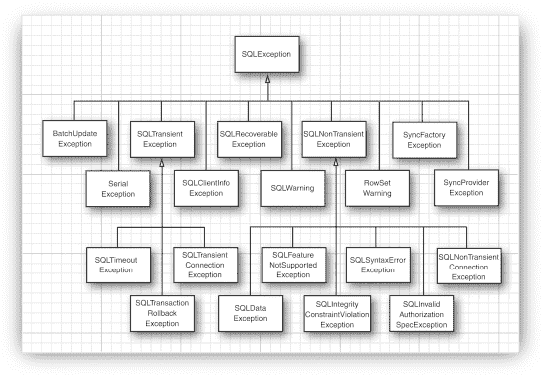 SQLException
BatchUpdate
Exception
SQLTransient
Exception
SQLRecoverable
Exception
SQLNonTransient
Exception
SyncFactory
Exception
Serial
Exception
SQLClientInfo
Exception
SQLWarning
RowSet
Warning
SyncProvider
Exception
SQLTimeout
Exception
SQLTransient
Connection
Exception
SQLFeature
NotSupported
Exception
SQLSyntaxError
Exception
SQLNonTransient
Connection
Exception
SQLTransaction
Rollback
Exception
SQLData
Exception
SQLIntegrity
ConstraintViolation
Exception
SQLInvalid
Authorization
SpecException